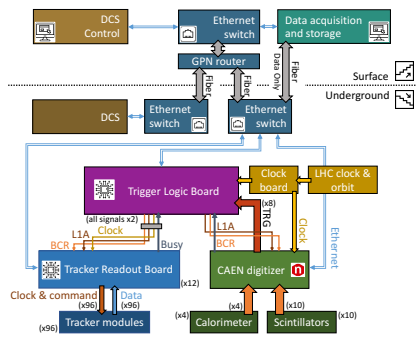 DCS
Control
Ethernet
switch
Data acquisition
and storage
GPN router
Fiber
Fiber
Fiber
Data Only
Surface
Underground
DCS
Ethernet
switch
Ethernet
switch
Trigger Logic Board
Clock
board
LHC clock &
orbit
(all signals x2)
(x8)
TRG
L1A
Clock
BCR
Busy
L1A
BCR
Clock
Ethernet
Tracker Readout Board
(x12)
CAEN digitizer
n
Clock & command
Data
(x96)
(x96)
(x4)
(x10)
(x96)
Tracker modules
(x4)
Calorimeter
Scintillators
(x10)